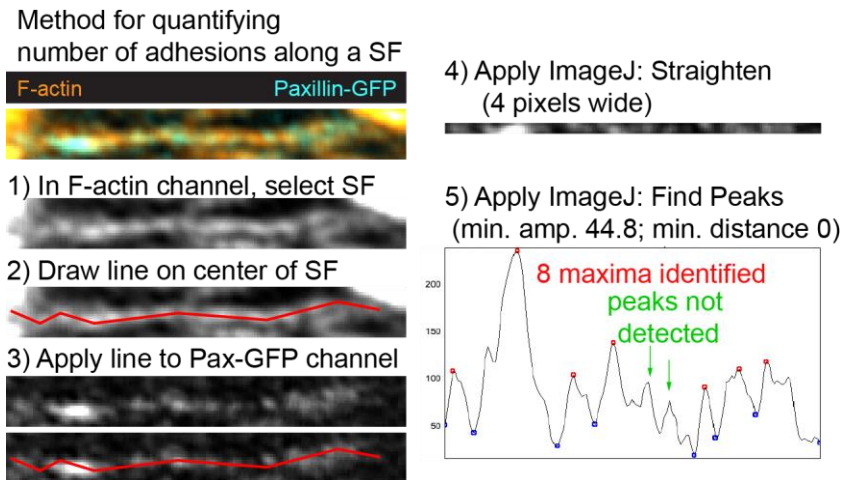 Method for quantifying
number of adhesions along a SF
F-actin Paxillin-GFP
1) In F-actin channel, select SF
2) Draw line on center of SF
3) Apply line to Pax-GFP channel
4) Apply ImageJ: Straighten
(4 pixels wide)
5) Apply ImageJ: Find Peaks
(min. amp. 44.8; min. distance 0)
8 maxima identified
peaks not
detected
200
150
100
50